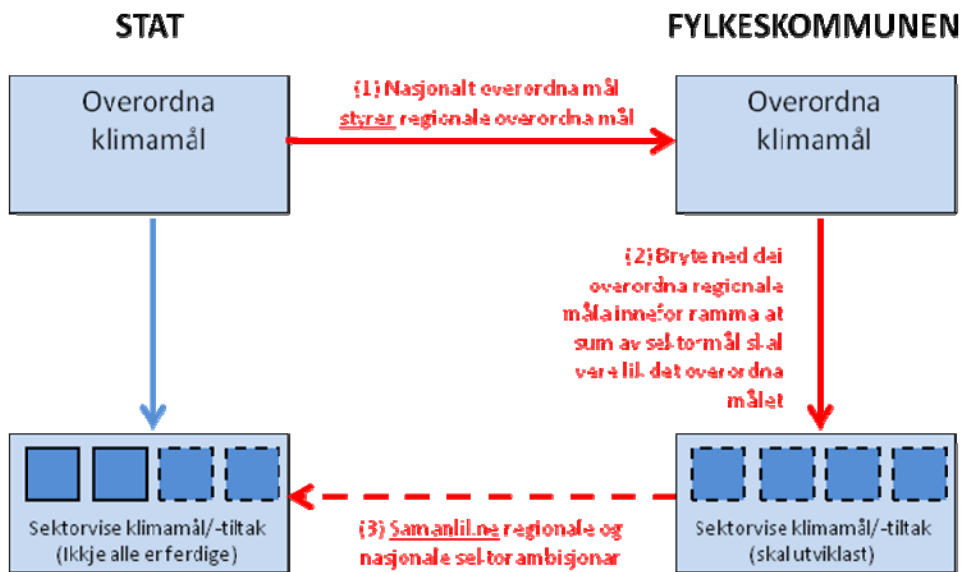 STAT
FYLKESKOMMUNEN
Overordna
klimamål
(1) Nasjonalt overordna mål
styrer regionale overordna mål
Overordna
klimamål
(2) Bryte ned dei
overordna regionale
måla innefor ramma at
sum av sektormål skal
vere lik det overordna
målet
Sektorvise klimamål/-tiltak
(Ikkje alle er ferdige)
(3) Samanlikne regionale og
nasjonale sektorambisjonar
Sektorvise klimamål/-tiltak
(skal utviklast)